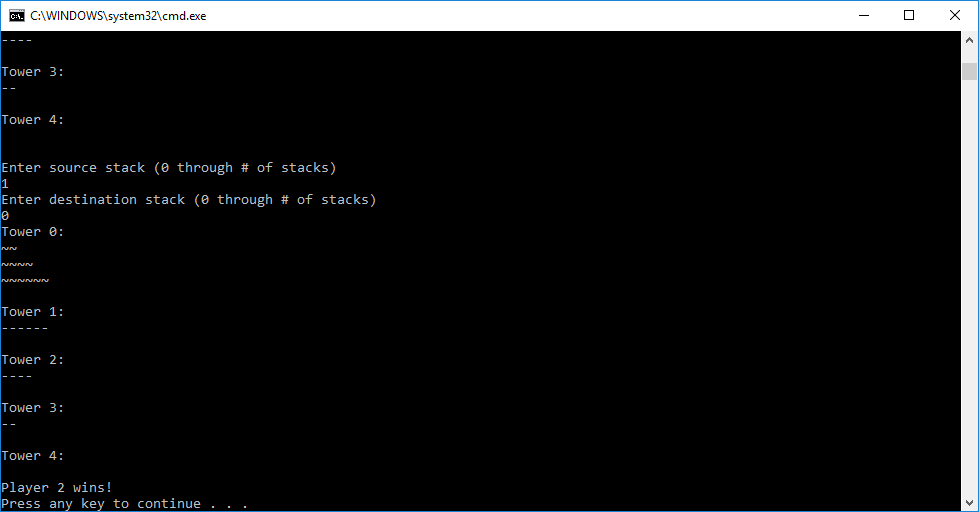 C:\WINDOWS\system32\cmd.exe
----
Tower 3:
--
Tower 4:
Enter source stack (0 through # of stacks)
1
Enter destination stack (0 through # of stacks)
0
Tower 0:
~~
~~~~
~~~~~~
Tower 1:
------
Tower 2:
----
Tower 3:
--
Tower 4:
Player 2 wins!
Press any key to continue . . .